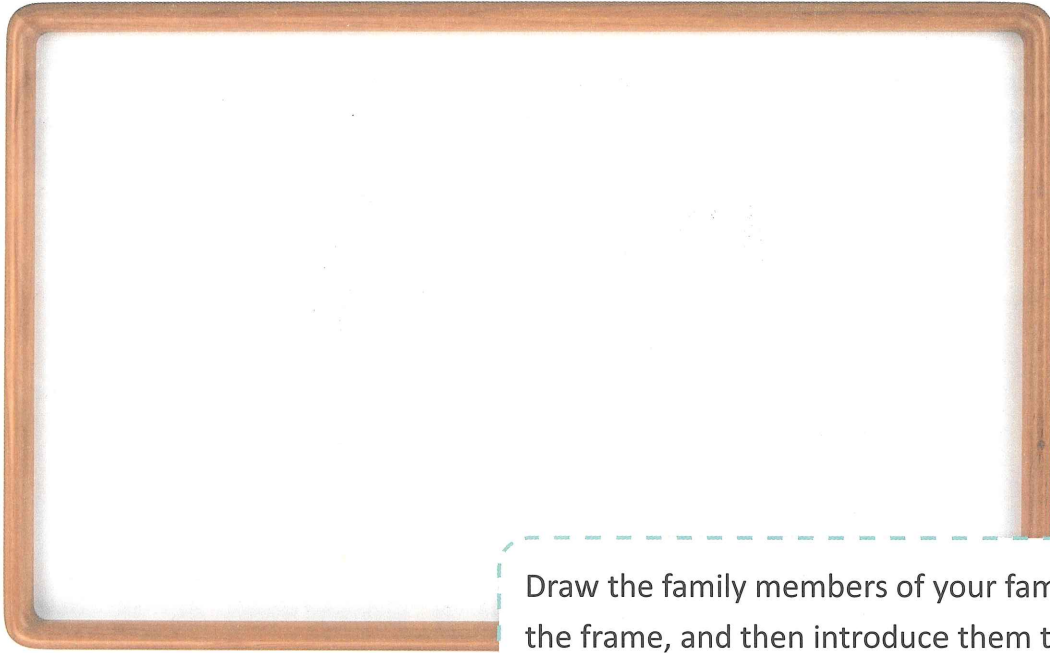 Draw the family members of your
the frame, and then introduce them